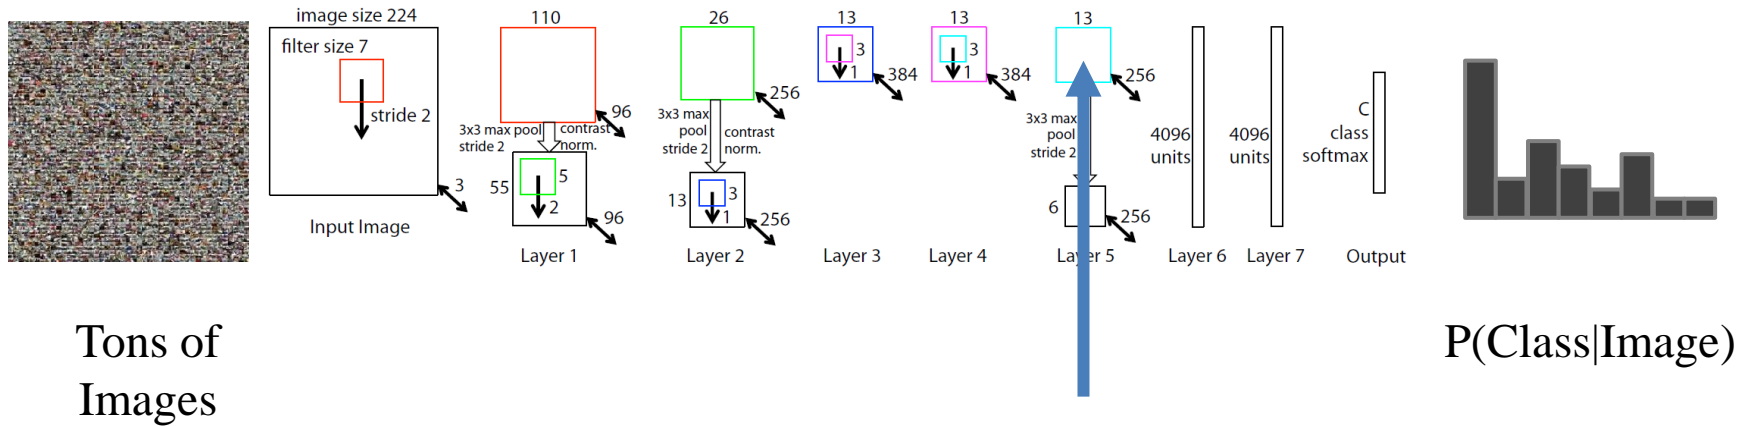 image size 224
filter size 7
stride 2
3
Input Image
110
96
3x3 max pool
stride 2
contrast
norm.
55
5
2
96
Layer 1
26
256
3x3 max
pool
stride 2
contrast
norm.
13
3
1
256
Layer 2
13
3
1
384
Layer 3
13
3
1
384
Layer 4
13
256
3x3 max
pool
stride 2
6
256
Layer 5
4096
units
Layer 6
4096
units
Layer 7
C
class
softmax
Output
Tons of
Images
P(Class|Image)